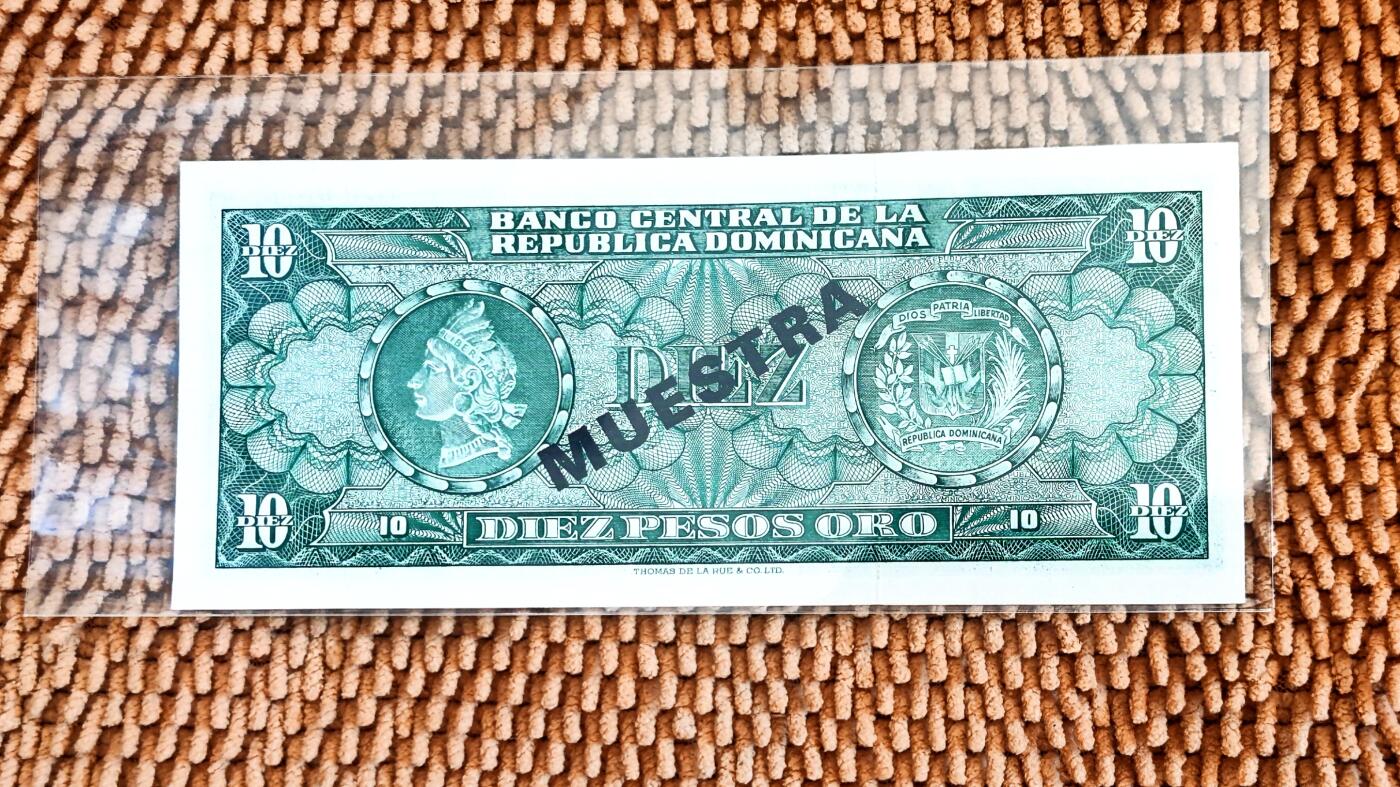 BANCO CENTRAL DE LA
REPUBLICA DOMINICANA
10
DIEZ
10
DIEZ
LIBERTAD
DIOS PATRIA LIBERTAD
DIEZ
MUESTRA
REPUBLICA DOMINICANA
10
DIEZ
10
DIEZ PESOS ORO
10
10
DIEZ
THOMAS DE LA RUE & CO. LTD.